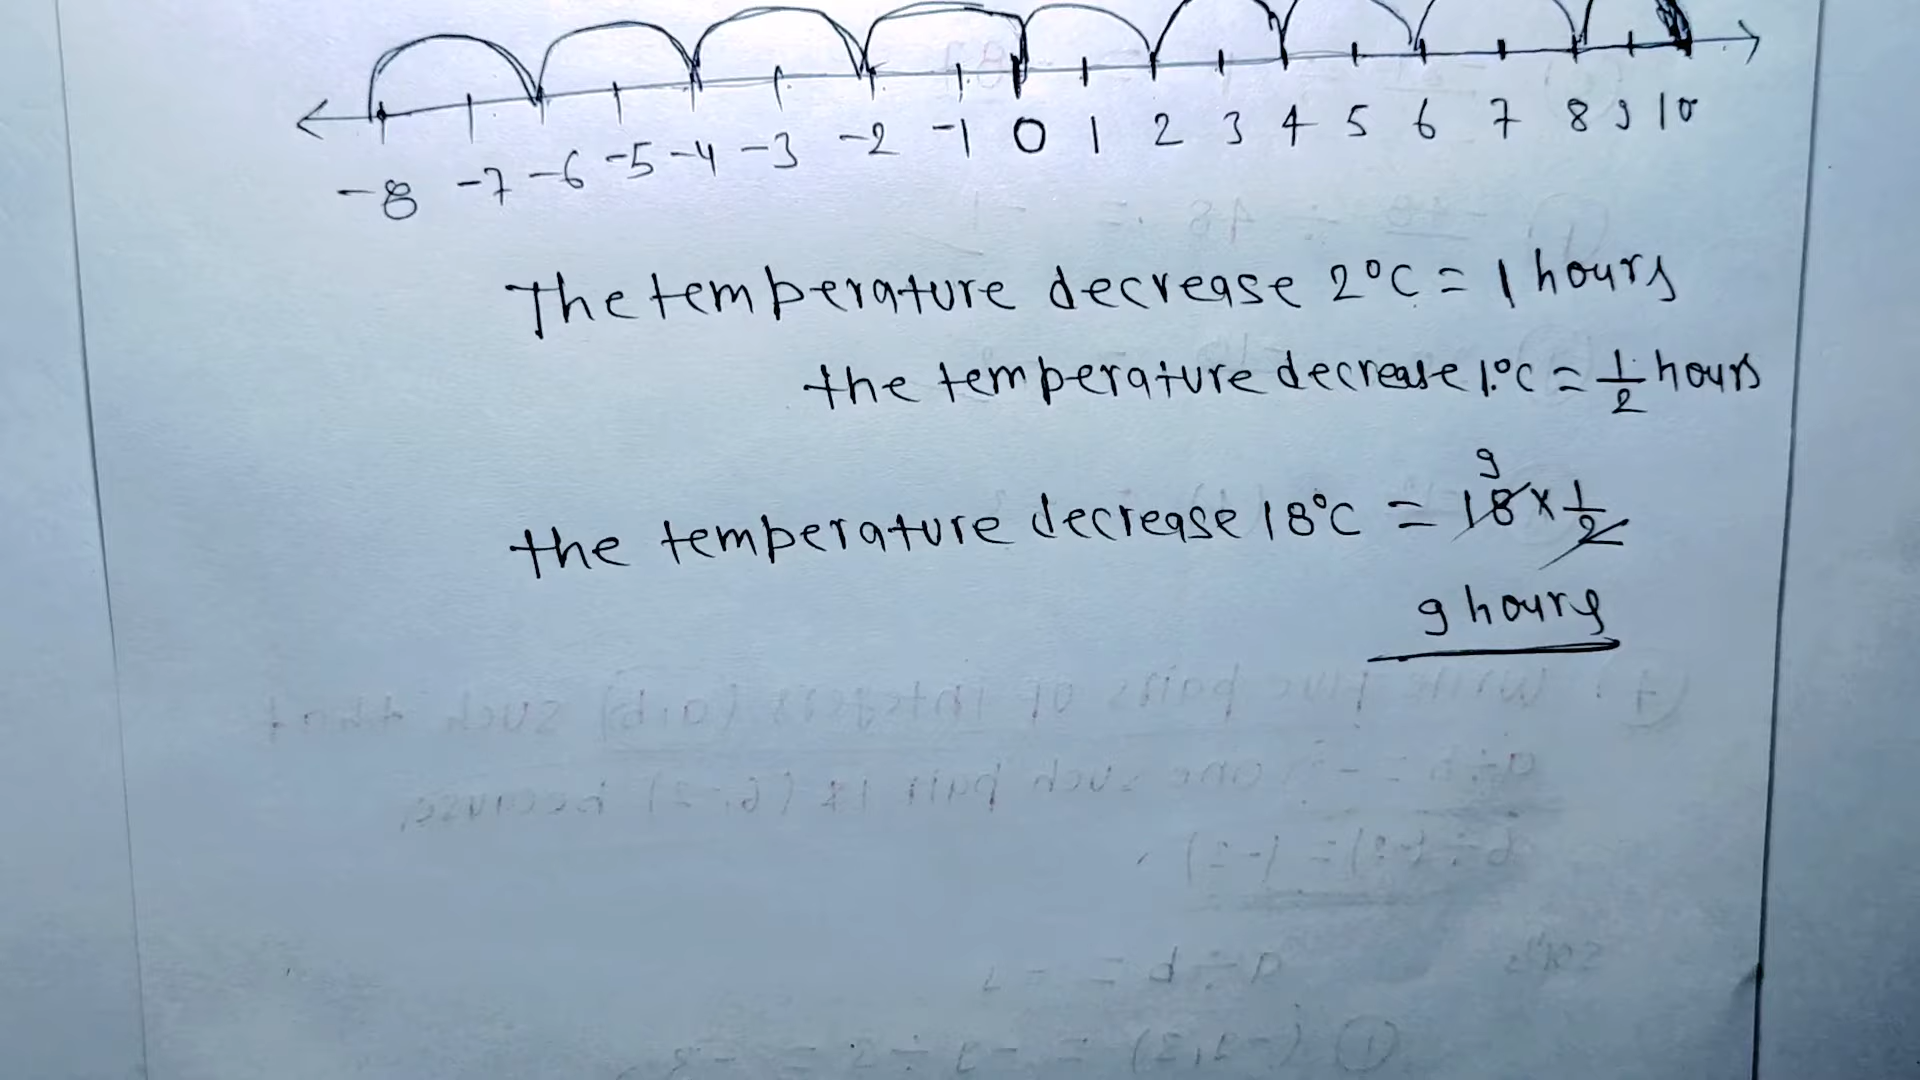 -8 -7 -6 -5 -4 -3 -2 -1 0 1 2 3 4 5 6 7 8 9 10
The temperature decrease 2°C = 1 hours
the temperature decrease 1°C = 1/2 hours
9
the temperature decrease 18°C = 18 x 1/2
9 hours